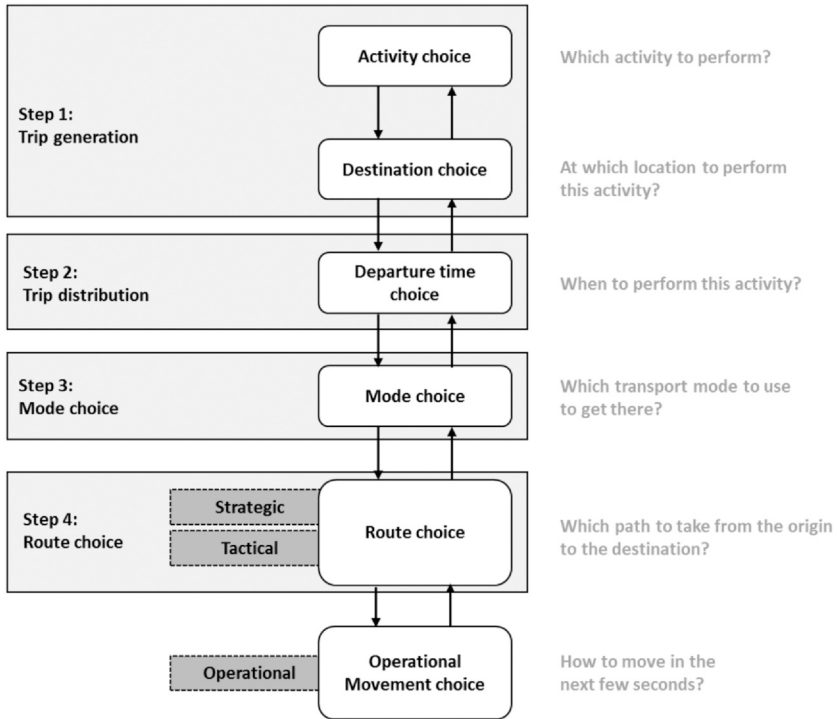 Activity choice
Which activity to perform?
Step 1:
Trip generation
Destination choice
At which location to perform
this activity?
Step 2:
Trip distribution
Departure time
choice
When to perform this activity?
Step 3:
Mode choice
Mode choice
Which transport mode to use
to get there?
Step 4:
Route choice
Strategic
Tactical
Route choice
Which path to take from the origin
to the destination?
Operational
Operational
Movement choice
How to move in the
next few seconds?